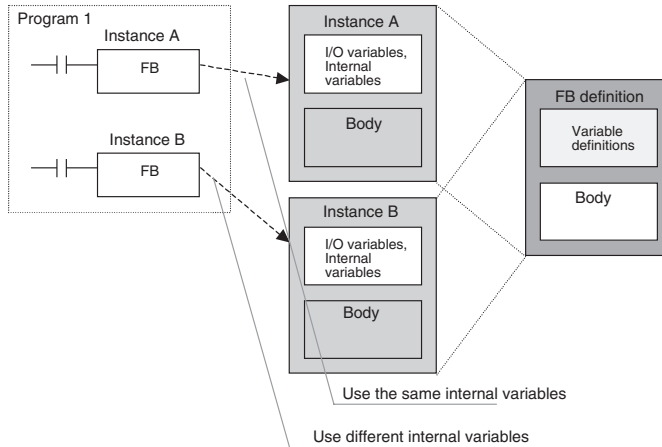 Program 1
Instance A
FB
Instance B
FB
Instance A
I/O variables,
Internal
variables
Body
Instance B
I/O variables,
Internal
variables
Body
FB definition
Variable
definitions
Body
Use the same internal variables
Use different internal variables